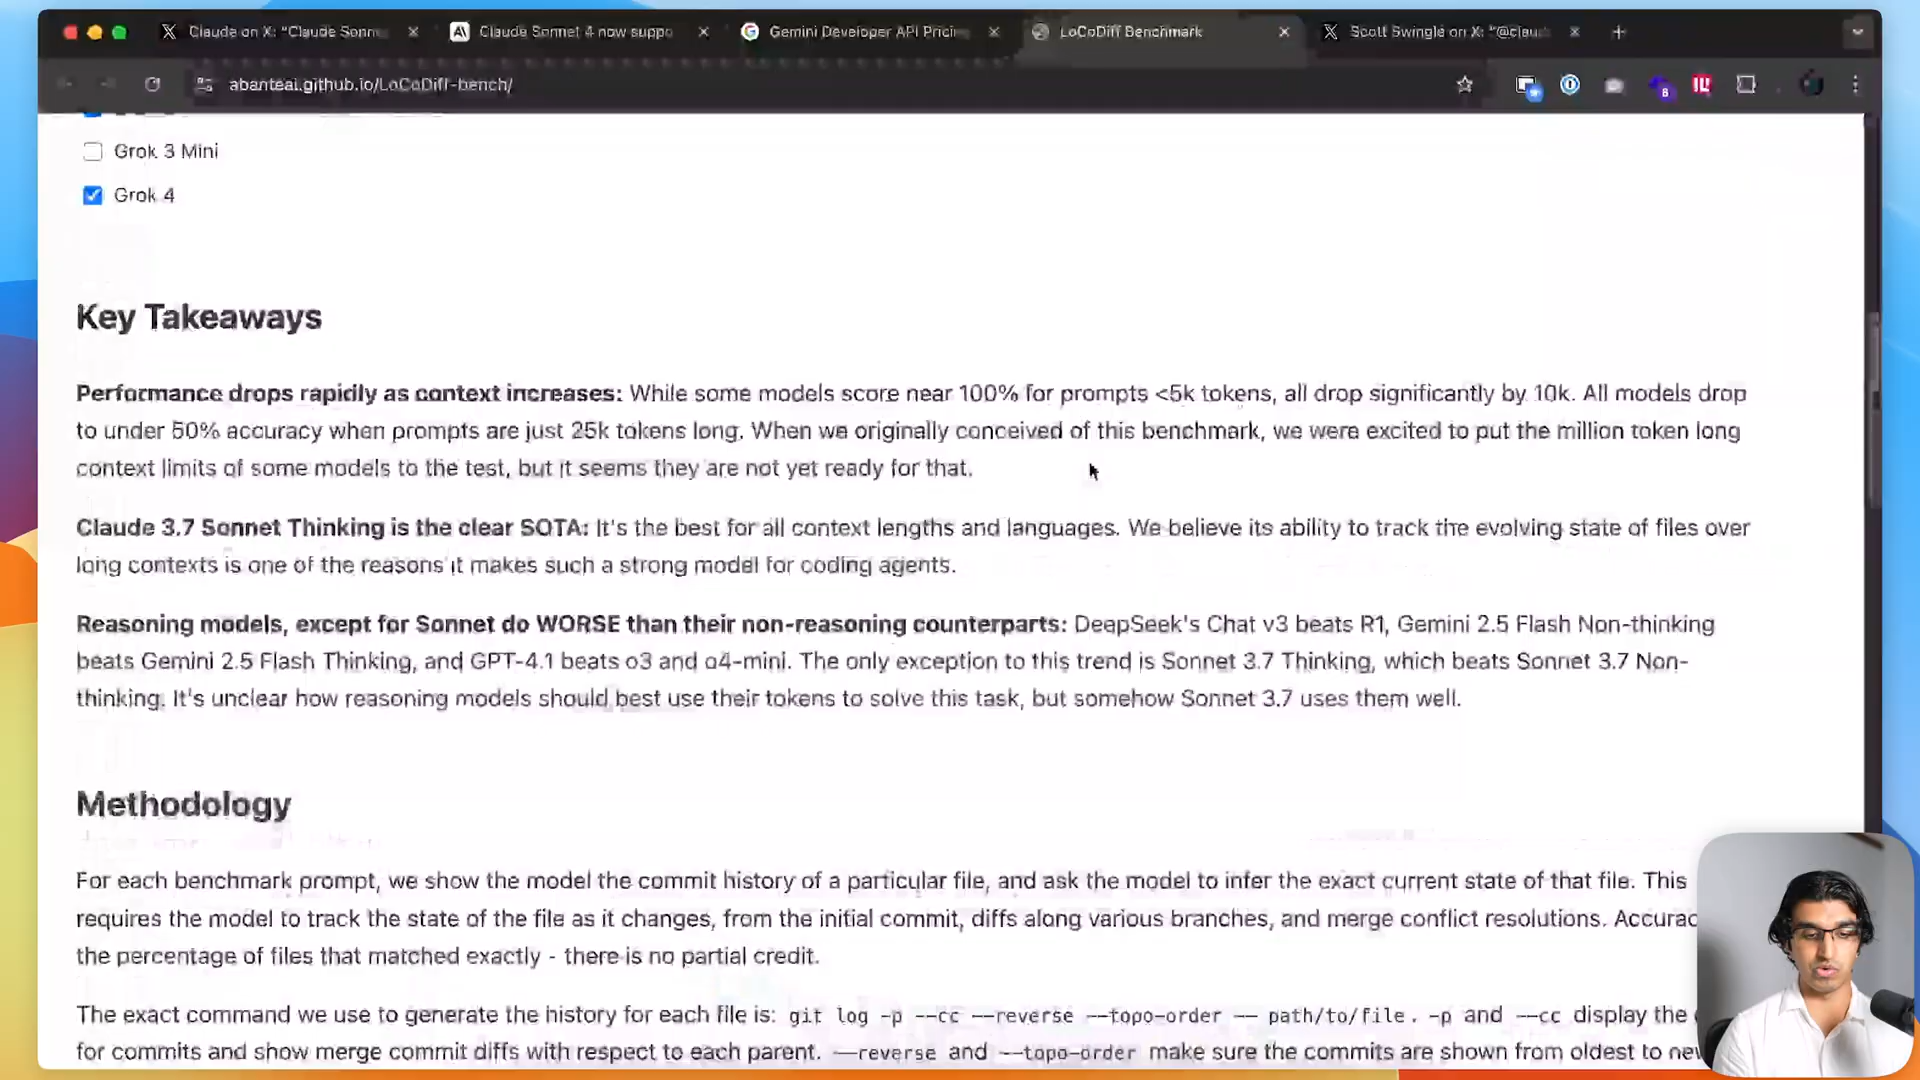 Claude on X: "Claude Sonn
Claude Sonnet 4 now suppo
Gemini Developer API Pricin
LoCoDiff Benchmark
Scott Swingle on X: "@clau
abanteai.github.io/LoCoDiff-bench/
Grok 3 Mini
Grok 4
Key Takeaways
Performance drops rapidly as context increases: While some models score near 100% for prompts <5k tokens, all drop significantly by 10k. All models drop
to under 50% accuracy when prompts are just 25k tokens long. When we originally conceived of this benchmark, we were excited to put the million token long
context limits of some models to the test, but it seems they are not yet ready for that.
Claude 3.7 Sonnet Thinking is the clear SOTA: It's the best for all context lengths and languages. We believe its ability to track the evolving state of files over
long contexts is one of the reasons it makes such a strong model for coding agents.
Reasoning models, except for Sonnet do WORSE than their non-reasoning counterparts: DeepSeek's Chat v3 beats R1, Gemini 2.5 Flash Non-thinking
beats Gemini 2.5 Flash Thinking, and GPT-4.1 beats o3 and o4-mini. The only exception to this trend is Sonnet 3.7 Thinking, which beats Sonnet 3.7 Non-
thinking. It's unclear how reasoning models should best use their tokens to solve this task, but somehow Sonnet 3.7 uses them well.
Methodology
For each benchmark prompt, we show the model the commit history of a particular file, and ask the model to infer the exact current state of that file. This
requires the model to track the state of the file as it changes, from the initial commit, diffs along various branches, and merge conflict resolutions. Accurac
the percentage of files that matched exactly - there is no partial credit.
The exact command we use to generate the history for each file is: git log -p --cc --reverse --topo-order -- path/to/file. -p and --cc display the
for commits and show merge commit diffs with respect to each parent. --reverse and --topo-order make sure the commits are shown from oldest to ne